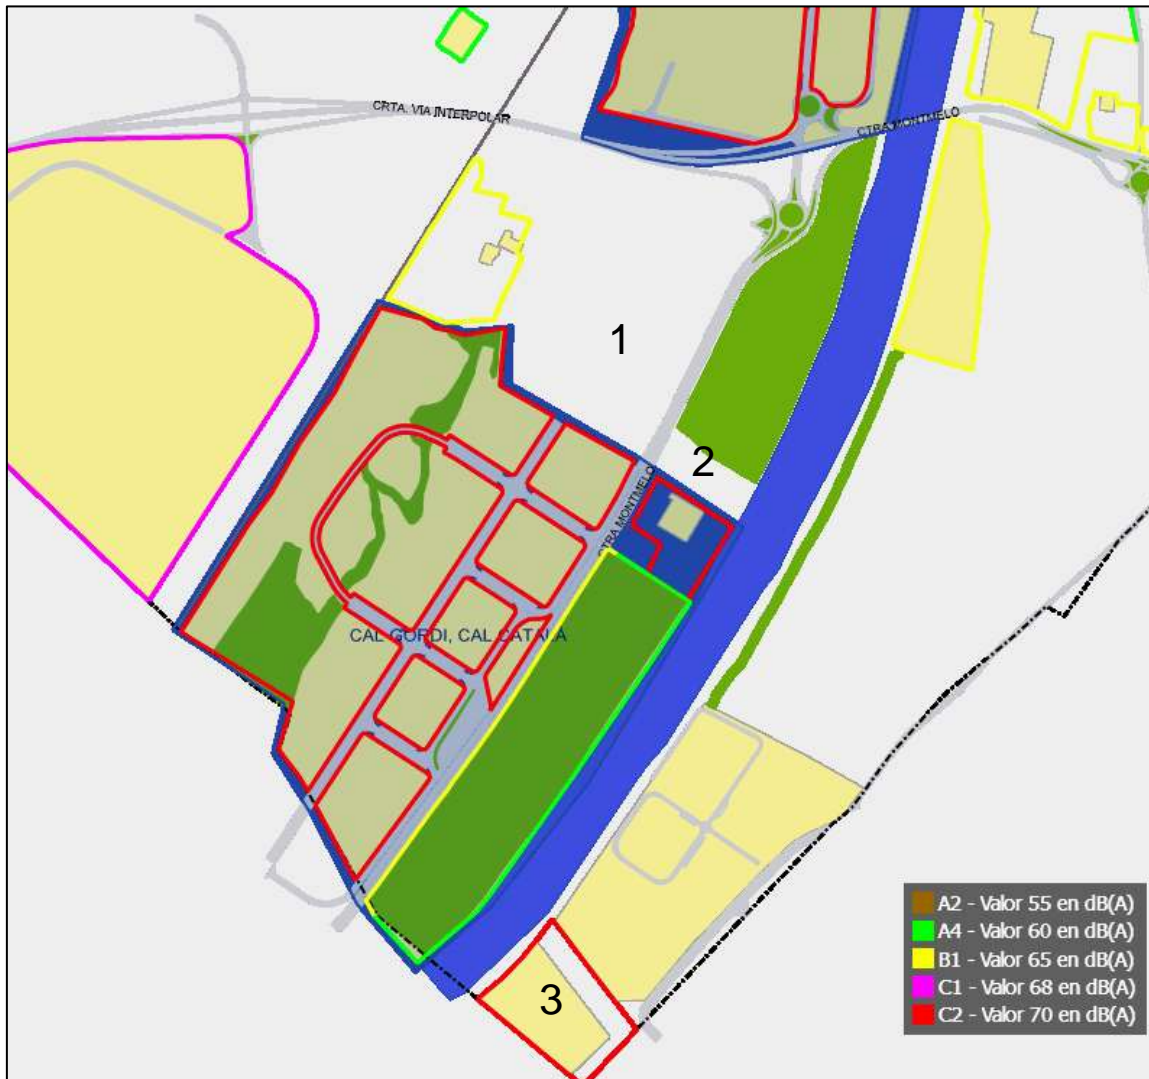 CRTA. VIA INTERPOLAR
CTRA MONTMELO
1
2
CTRA MONTMELO
CAL GORDI, CAL CATALA
3
A2 - Valor 55 en dB(A)
A4 - Valor 60 en dB(A)
B1 - Valor 65 en dB(A)
C1 - Valor 68 en dB(A)
C2 - Valor 70 en dB(A)